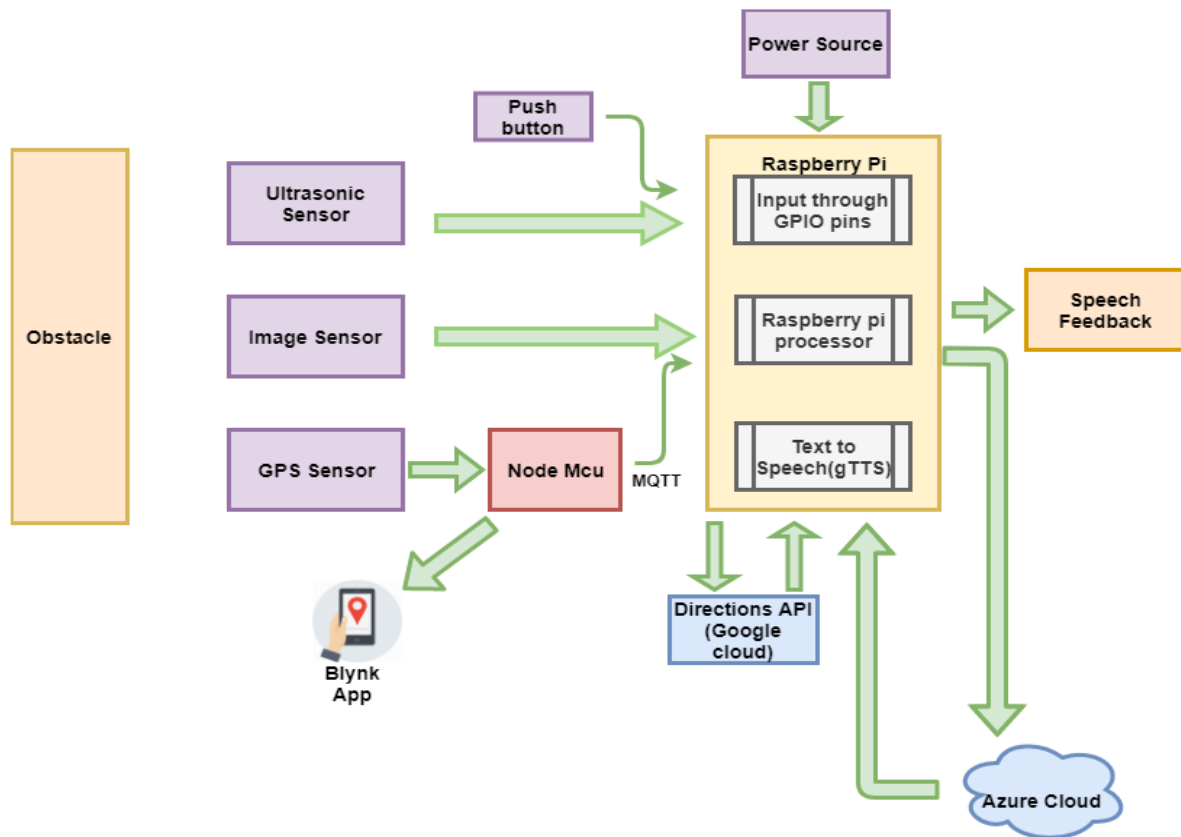 Power Source
Push
button
Raspberry Pi
Input through
GPIO pins
Ultrasonic
Sensor
Obstacle
Image Sensor
Raspberry pi
processor
Speech
Feedback
GPS Sensor
Node Mcu
MQTT
Text to
Speech(gTTS)
Directions API
(Google
cloud)
Blynk
App
Azure Cloud